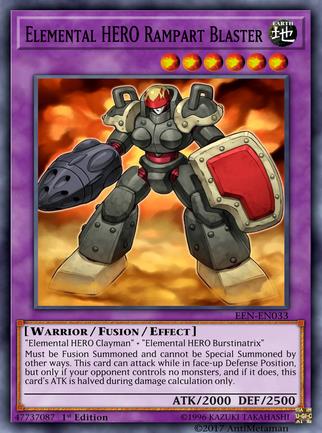 ELEMENTAL HERO RAMPART BLASTER
EARTH
地
EEN-EN033
[WARRIOR / FUSION / EFFECT]
"Elemental HERO Clayman" + "Elemental HERO Burstinatrix"
Must be Fusion Summoned and cannot be Special Summoned by
other ways. This card can attack while in face-up Defense Position,
but only if your opponent controls no monsters, and if it does, this
card's ATK is halved during damage calculation only.
ATK/2000 DEF/2500
47737087 1st Edition ©1996 KAZUKI TAKAHASHI
©2017 AntiMetaman